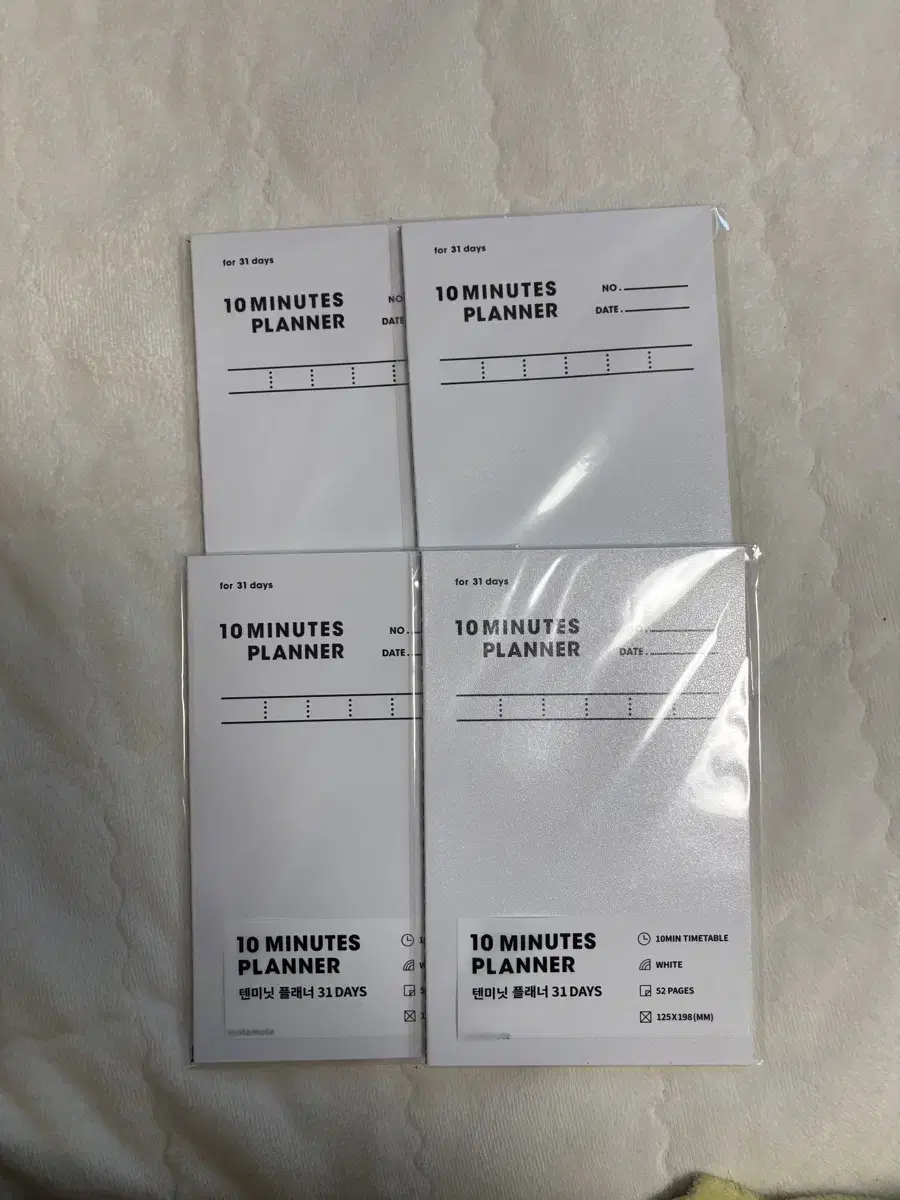 for 31 days
10 MINUTES
PLANNER
NO
DATE
for 31 days
10 MINUTES
PLANNER
NO.
DATE.
for 31 days
10 MINUTES
PLANNER
NO.
DATE.
10 MINUTES
PLANNER
텐미닛 플래너 31 DAYS
motemote
for 31 days
10 MINUTES
PLANNER
DATE.
10 MINUTES
PLANNER
텐미닛 플래너 31 DAYS
10MIN TIMETABLE
WHITE
52 PAGES
125X198(MM)